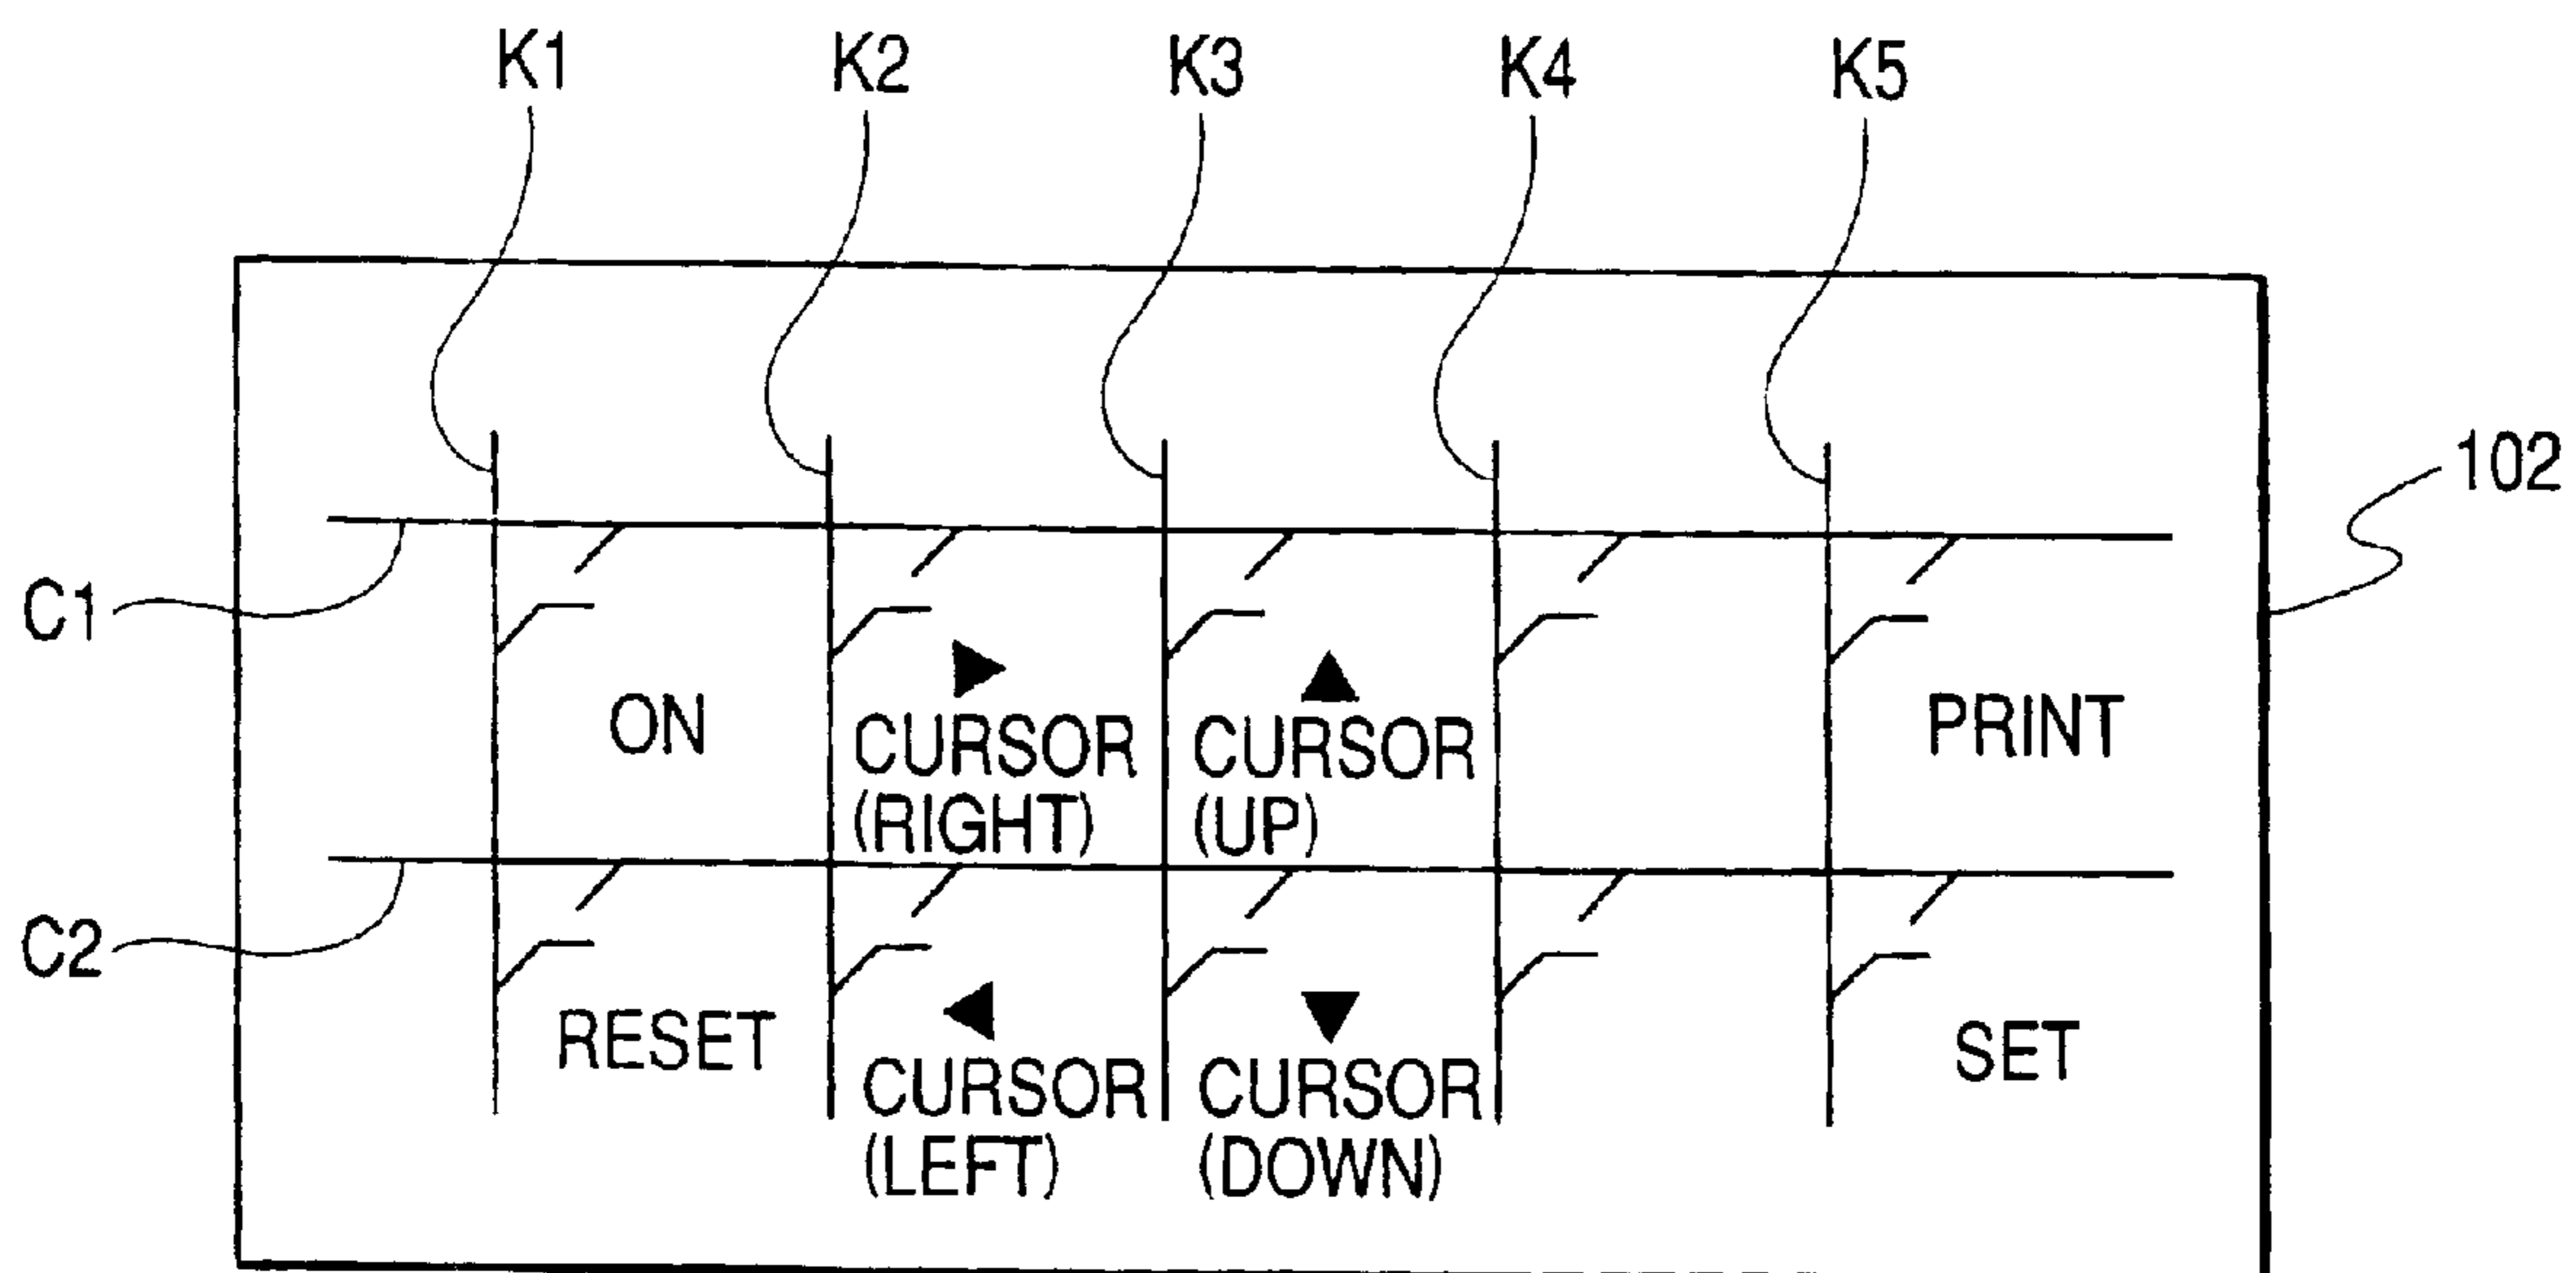 K1 K2 K3 K4 K5
102
C1
ON CURSOR CURSOR PRINT
(RIGHT) (UP)
C2
RESET CURSOR CURSOR SET
(LEFT) (DOWN)